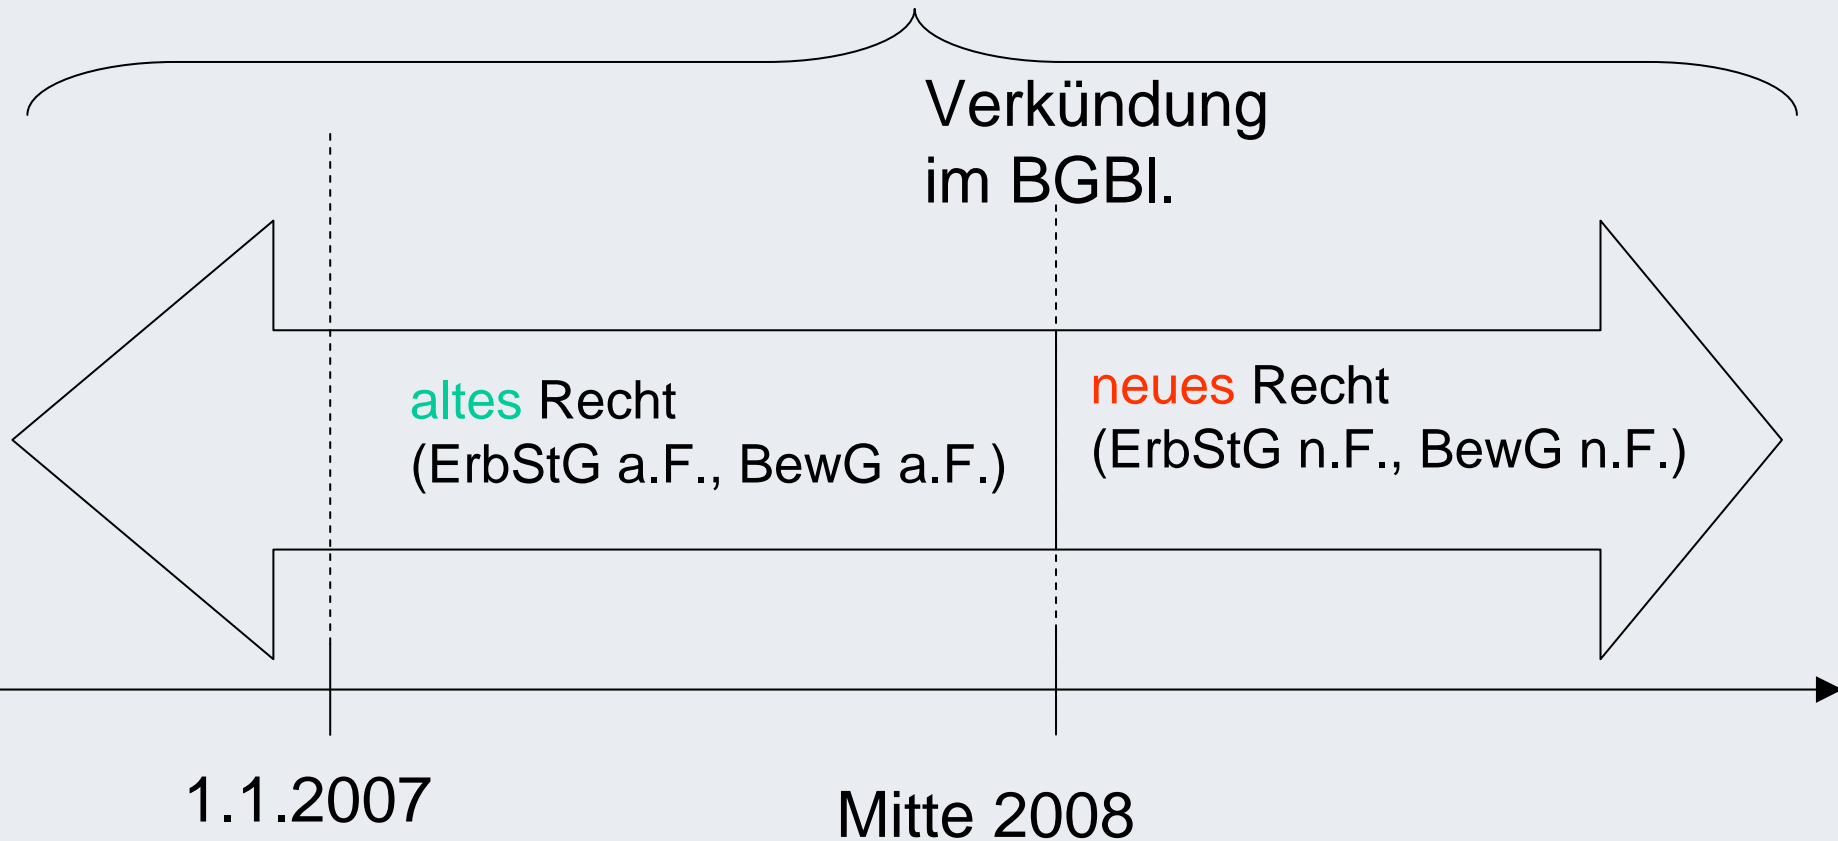 Verkündung
im BGBl.
altes Recht
(ErbStG a.F., BewG a.F.)
neues Recht
(ErbStG n.F., BewG n.F.)
1.1.2007
Mitte 2008